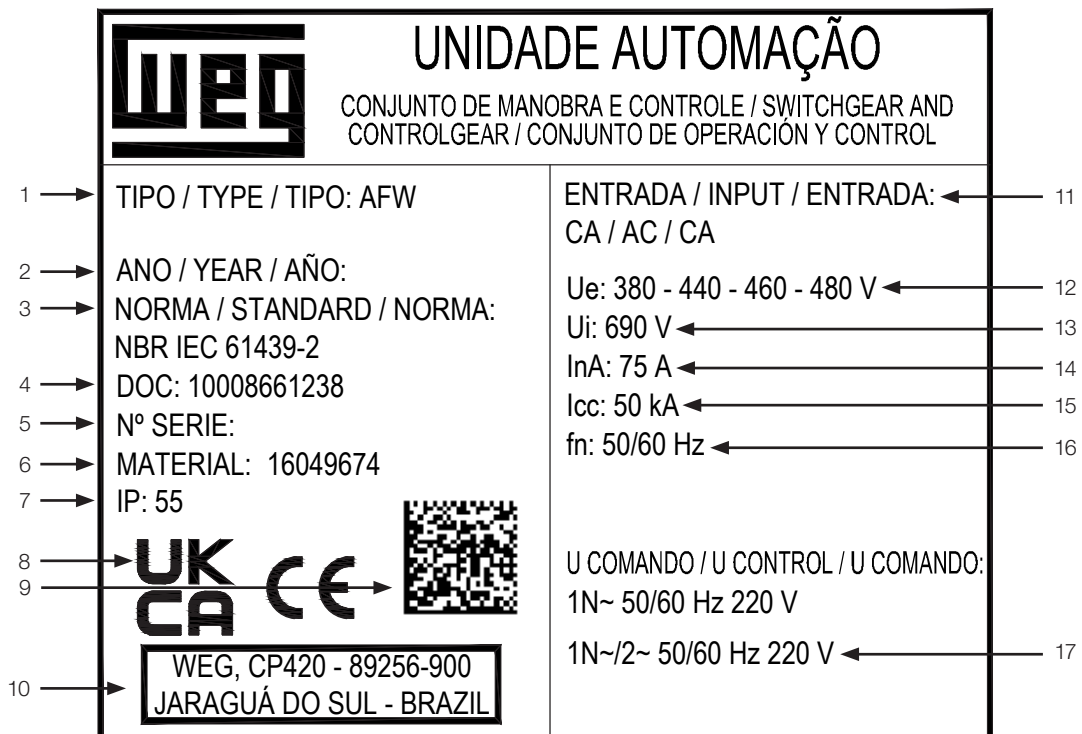 weg
UNIDADE AUTOMAÇÃO
CONJUNTO DE MANOBRA E CONTROLE / SWITCHGEAR AND
CONTROLGEAR / CONJUNTO DE OPERACIÓN Y CONTROL
1
TIPO / TYPE / TIPO: AFW
2
ANO / YEAR / AÑO:
3
NORMA / STANDARD / NORMA:
NBR IEC 61439-2
4
DOC: 10008661238
5
Nº SERIE:
6
MATERIAL: 16049674
7
IP: 55
8
UK
CA
CE
9
10
WEG, CP420 - 89256-900
JARAGUÁ DO SUL - BRAZIL
ENTRADA / INPUT / ENTRADA:
11
CA / AC / CA
Ue: 380 - 440 - 460 - 480 V
12
Ui: 690 V
13
InA: 75 A
14
Icc: 50 kA
15
fn: 50/60 Hz
16
U COMANDO / U CONTROL / U COMANDO:
1N~ 50/60 Hz 220 V
1N~/2~ 50/60 Hz 220 V
17